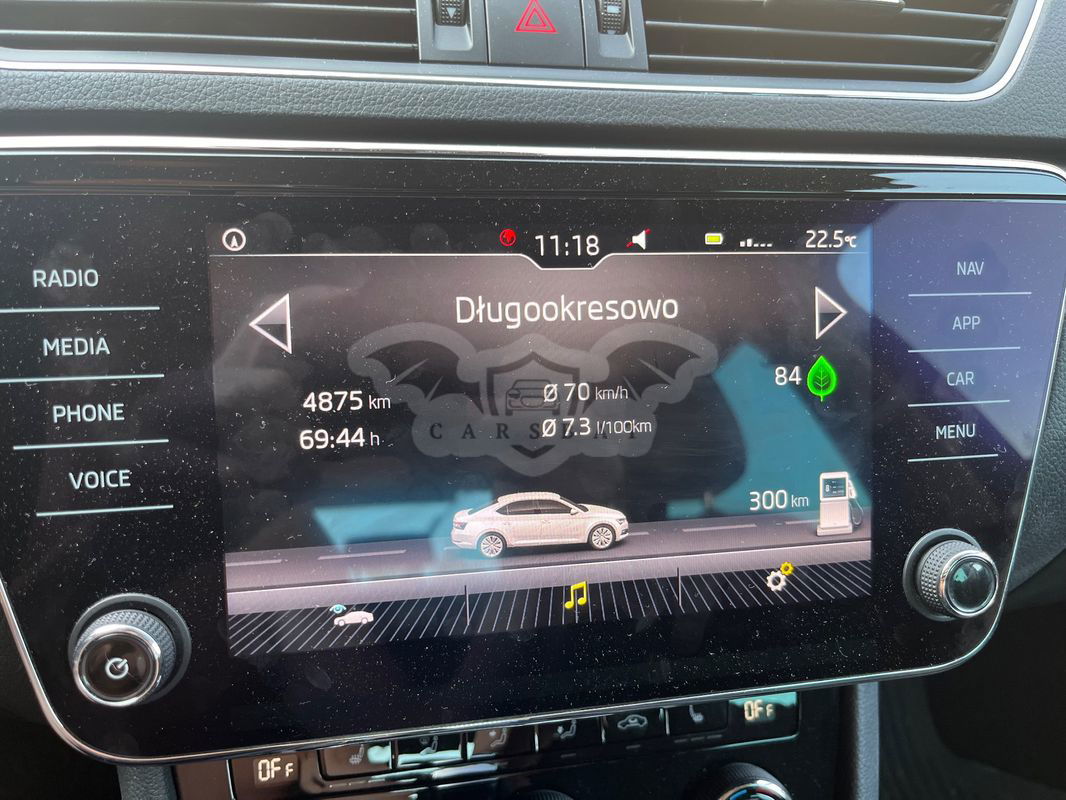 11:18
22.5°C
RADIO
MEDIA
PHONE
VOICE
Długookresowo
4875 km
69:44 h
Ø 70 km/h
Ø 7.3 l/100km
84
300 km
NAV
APP
CAR
MENU
CARSBAT
OFF
OFF